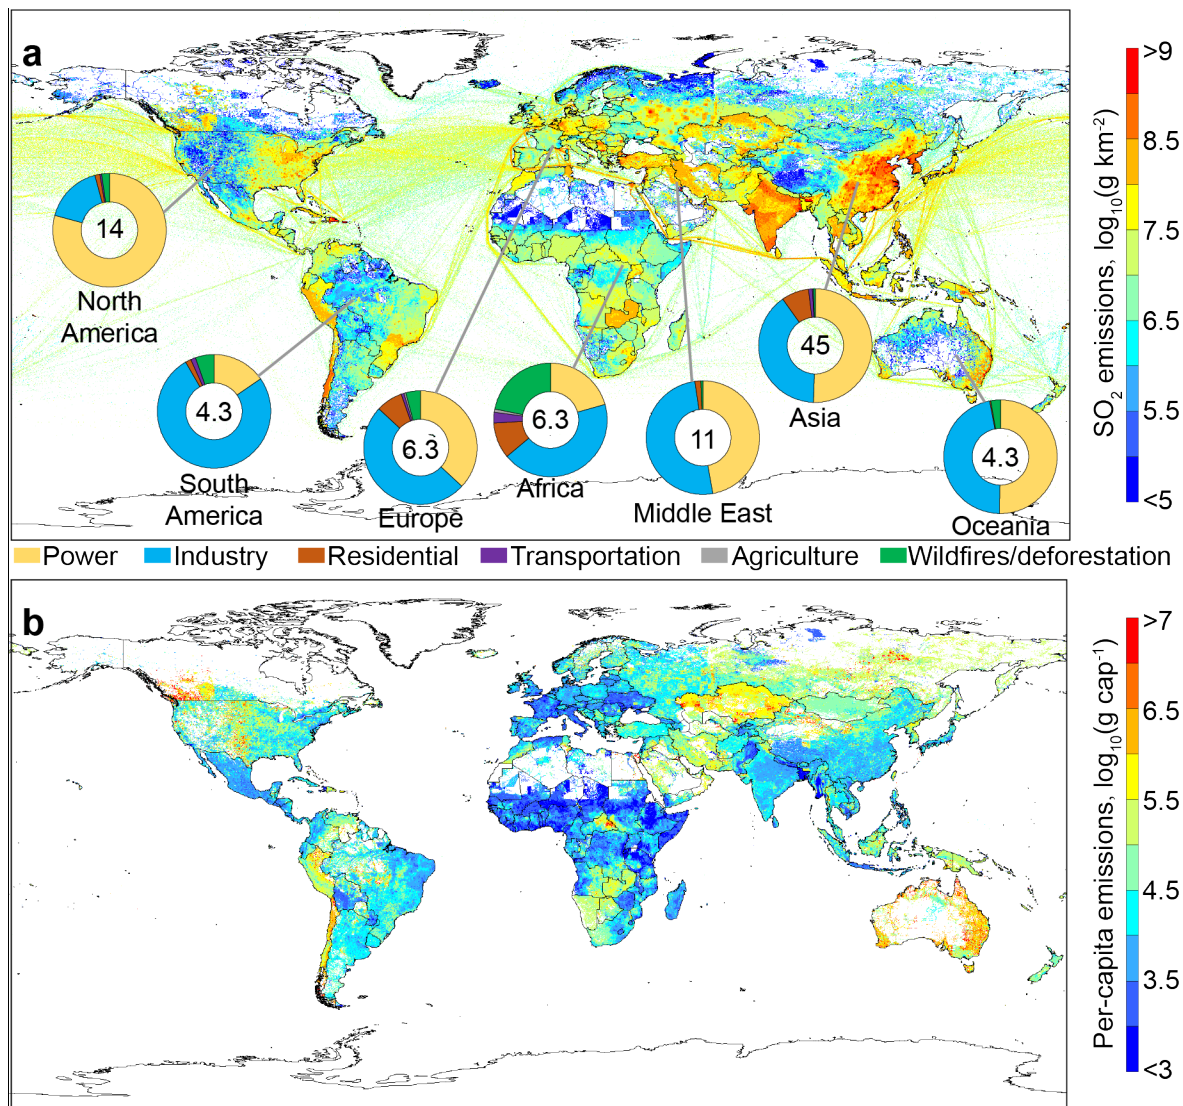 a
>9
8.5
7.5
6.5
5.5
<5
SO2 emissions, log10(g km-2)
14
North
America
4.3
South
America
6.3
Europe
6.3
Africa
11
Middle East
45
Asia
4.3
Oceania
Power
Industry
Residential
Transportation
Agriculture
Wildfires/deforestation
b
>7
6.5
5.5
4.5
3.5
<3
Per-capita emissions, log10(g cap-1)